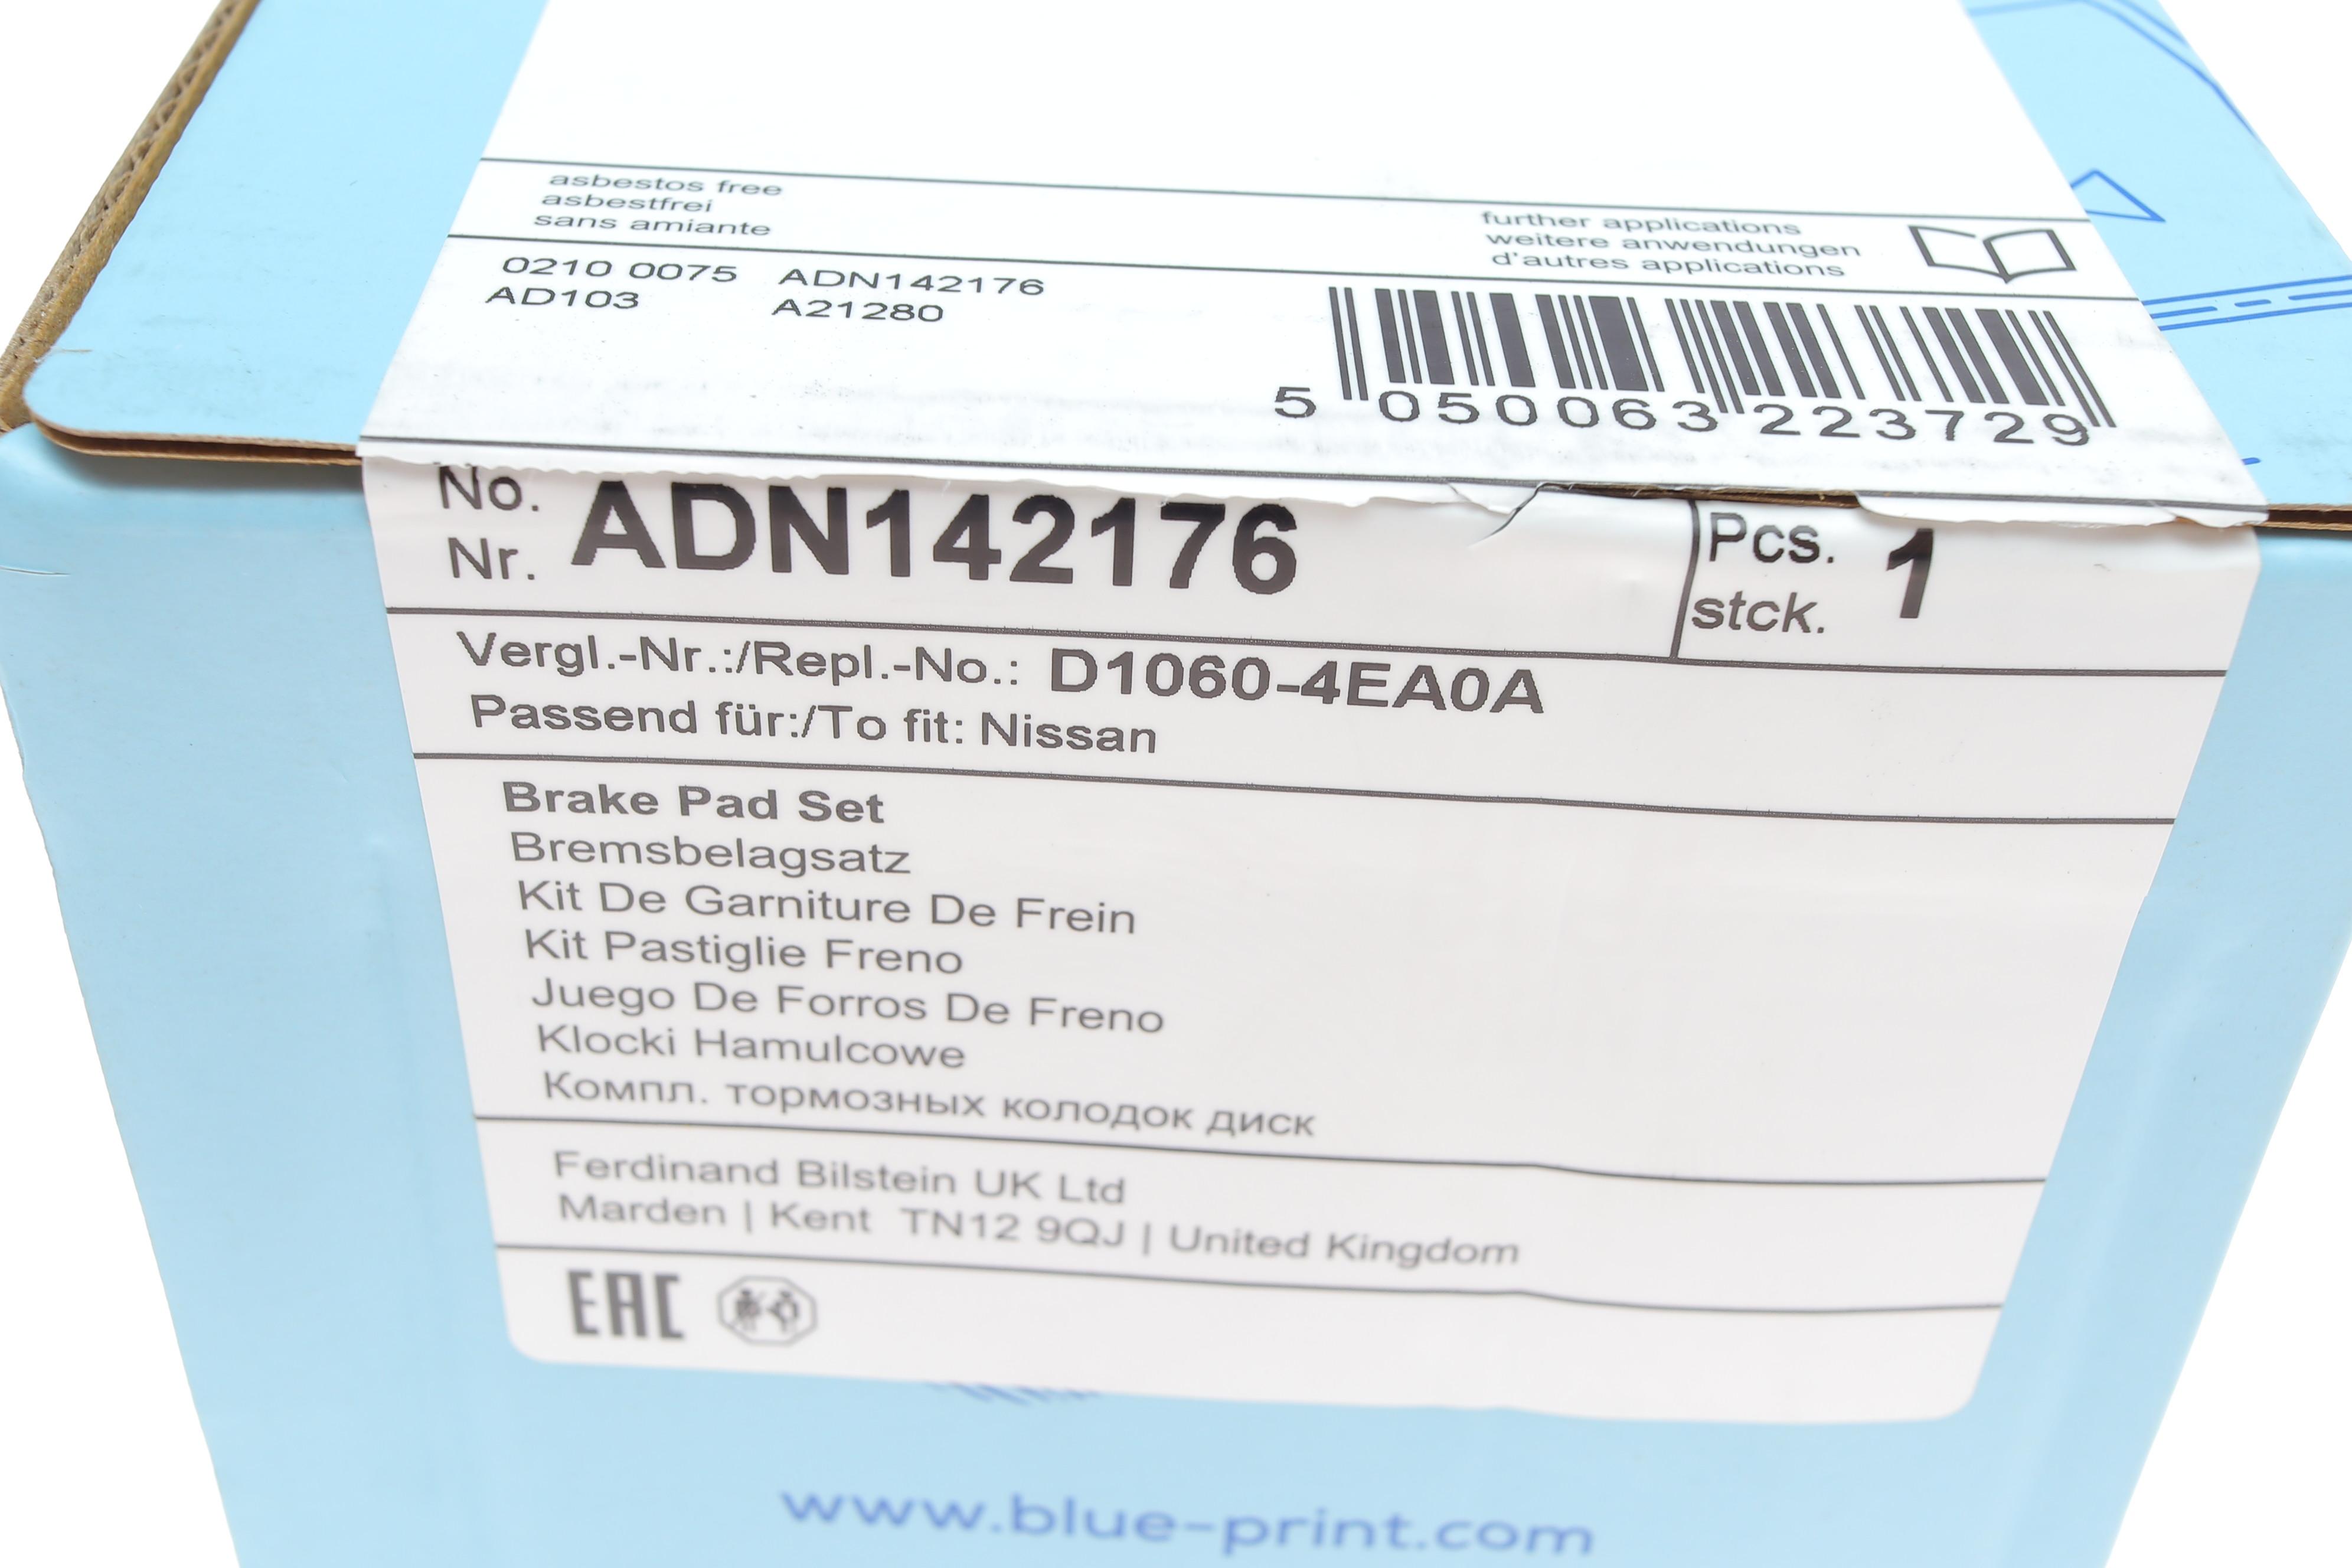 asbestos free
asbestfrei
sans amiante
further applications
weitere anwendungen
d'autres applications
0210 0075 ADN142176
AD103 A21280
5 050063 223729
No.
Nr. ADN142176
Pcs.
stck. 1
Vergl.-Nr.:/Repl.-No.: D1060-4EA0A
Passend für:/To fit: Nissan
Brake Pad Set
Bremsbelagsatz
Kit De Garniture De Frein
Kit Pastiglie Freno
Juego De Forros De Freno
Klocki Hamulcowe
Компл. тормозных колодок диск
Ferdinand Bilstein UK Ltd
Marden | Kent TN12 9QJ | United Kingdom
EAC
www.blue-print.com